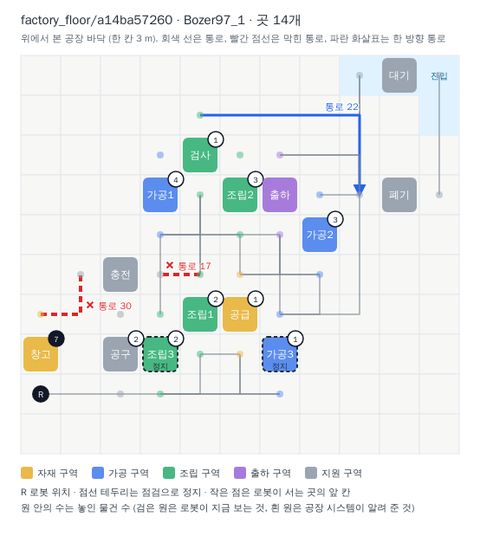 factory_floor/a14ba57260 · Bozer97_1 · 곳 14개
위에서 본 공장 바닥 (한 칸 3 m). 회색 선은 통로, 빨간 점선은 막힌 통로, 파란 화살표는 한 방향 통로
대기
통로 22
1
검사
4
가공1
3
조립2
출하
폐기
3
가공2
✕ 통로 17
충전
✕ 통로 30
2
조립1
1
공급
7
창고
2
공구
2
조립3
정지
1
가공3
정지
R
자재 구역
가공 구역
조립 구역
출하 구역
지원 구역
R 로봇 위치 · 점선 테두리는 점검으로 정지 · 작은 점은 로봇이 서는 곳의 앞 칸
원 안의 수는 놓인 물건 수 (검은 원은 로봇이 지금 보는 것, 흰 원은 공장 시스템이 알려 준 것)